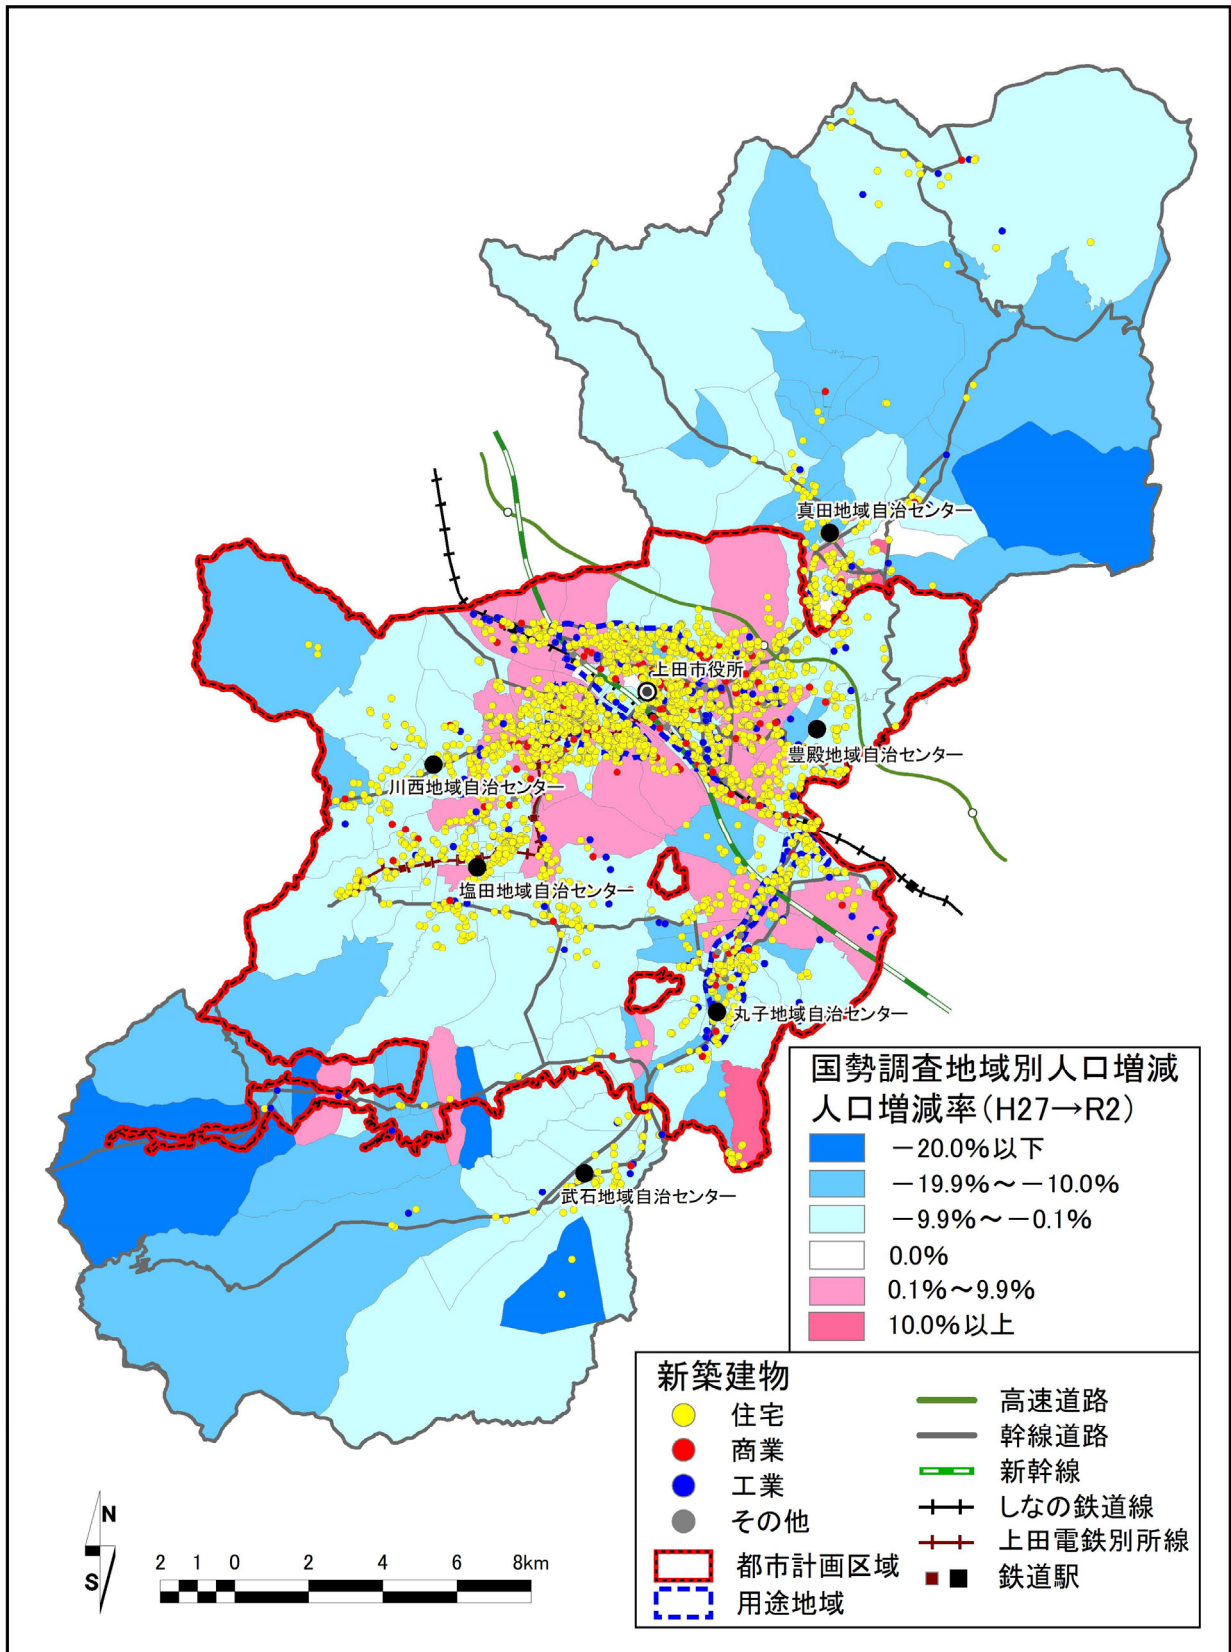 真田地域自治センター
上田市役所
豊殿地域自治センター
川西地域自治センター
塩田地域自治センター
丸子地域自治センター
武石地域自治センター
国勢調査地域別人口増減
人口増減率(H27→R2)
－20.0%以下
－19.9%～－10.0%
－9.9%～－0.1%
0.0%
0.1%～9.9%
10.0%以上
新築建物
住宅
商業
工業
その他
都市計画区域
用途地域
高速道路
幹線道路
新幹線
しなの鉄道線
上田電鉄別所線
鉄道駅
N
S
2 1 0 2 4 6 8km